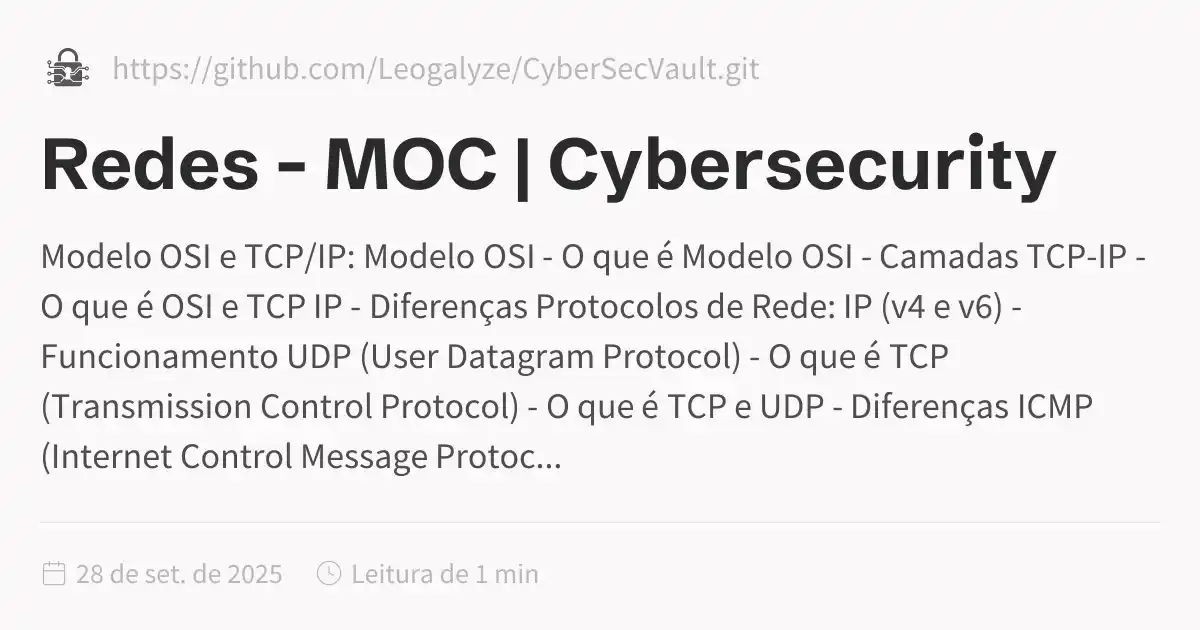 https://github.com/Leogalyze/CyberSecVault.git
Redes - MOC | Cybersecurity
Modelo OSI e TCP/IP: Modelo OSI - O que é Modelo OSI - Camadas TCP-IP -
O que é OSI e TCP IP - Diferenças Protocolos de Rede: IP (v4 e v6) -
Funcionamento UDP (User Datagram Protocol) - O que é TCP
(Transmission Control Protocol) - O que é TCP e UDP - Diferenças ICMP
(Internet Control Message Protoc...
28 de set. de 2025 Leitura de 1 min